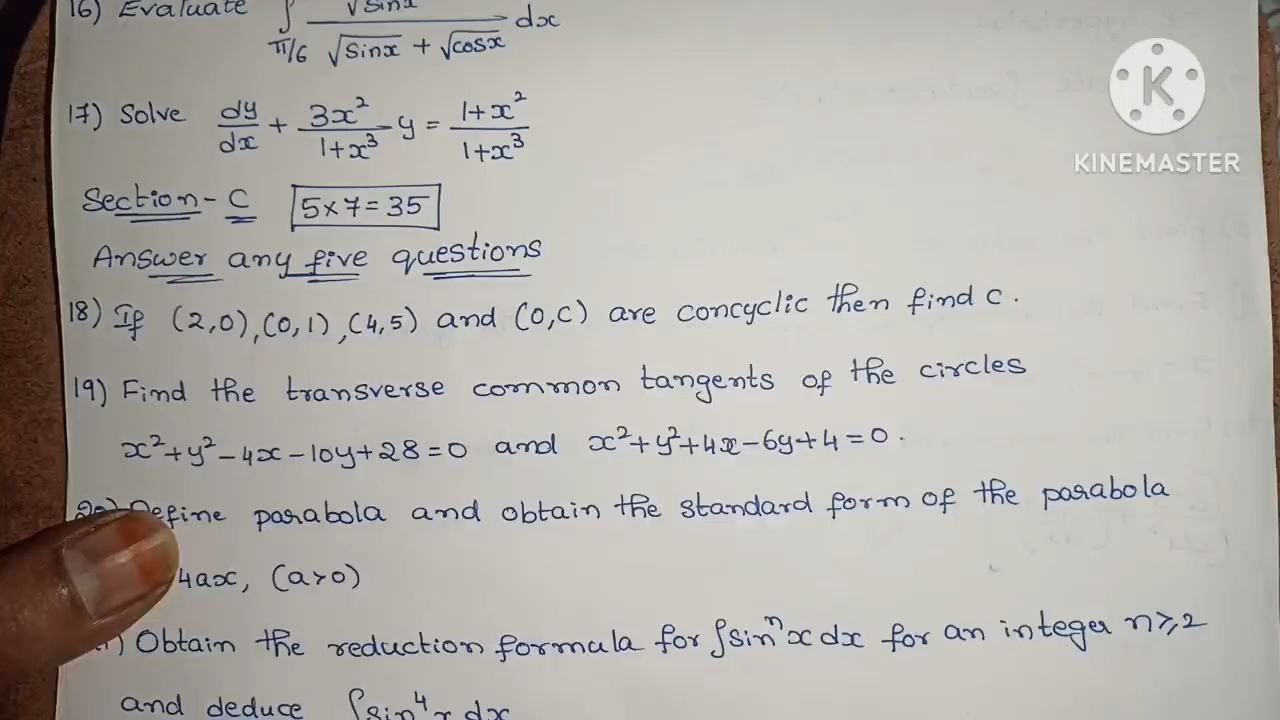 16) Evaluate ∫ π/6 √sinx / (√sinx + √cosx) dx
17) Solve dy/dx + 3x²/(1+x³) y = (1+x²)/(1+x³)
K
KINEMASTER
Section - C 5×7=35
Answer any five questions
18) If (2,0),(0,1),(4,5) and (0,c) are concyclic then find c.
19) Find the transverse common tangents of the circles
x²+y²-4x-10y+28=0 and x²+y²+4x-6y+4=0.
Define parabola and obtain the standard form of the parabola
4ax, (a>0)
) Obtain the reduction formula for ∫sinⁿx dx for an integer n≥2
and deduce ∫sin⁴x dx